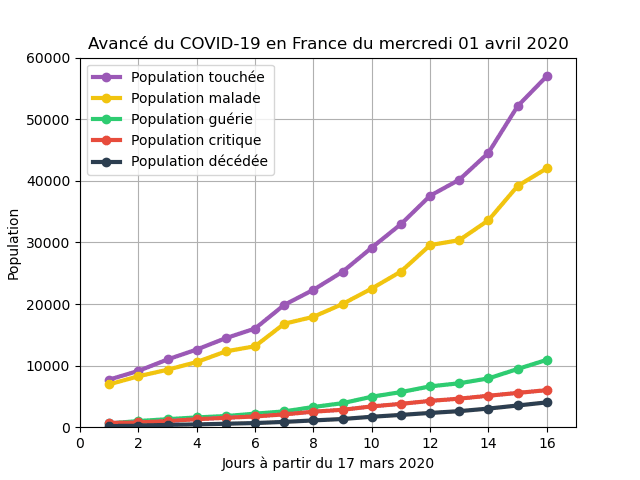 Avancé du COVID-19 en France du mercredi 01 avril 2020
Population touchée
Population malade
Population guérie
Population critique
Population décédée
Population
60000
50000
40000
30000
20000
10000
0
0 2 4 6 8 10 12 14 16
Jours à partir du 17 mars 2020